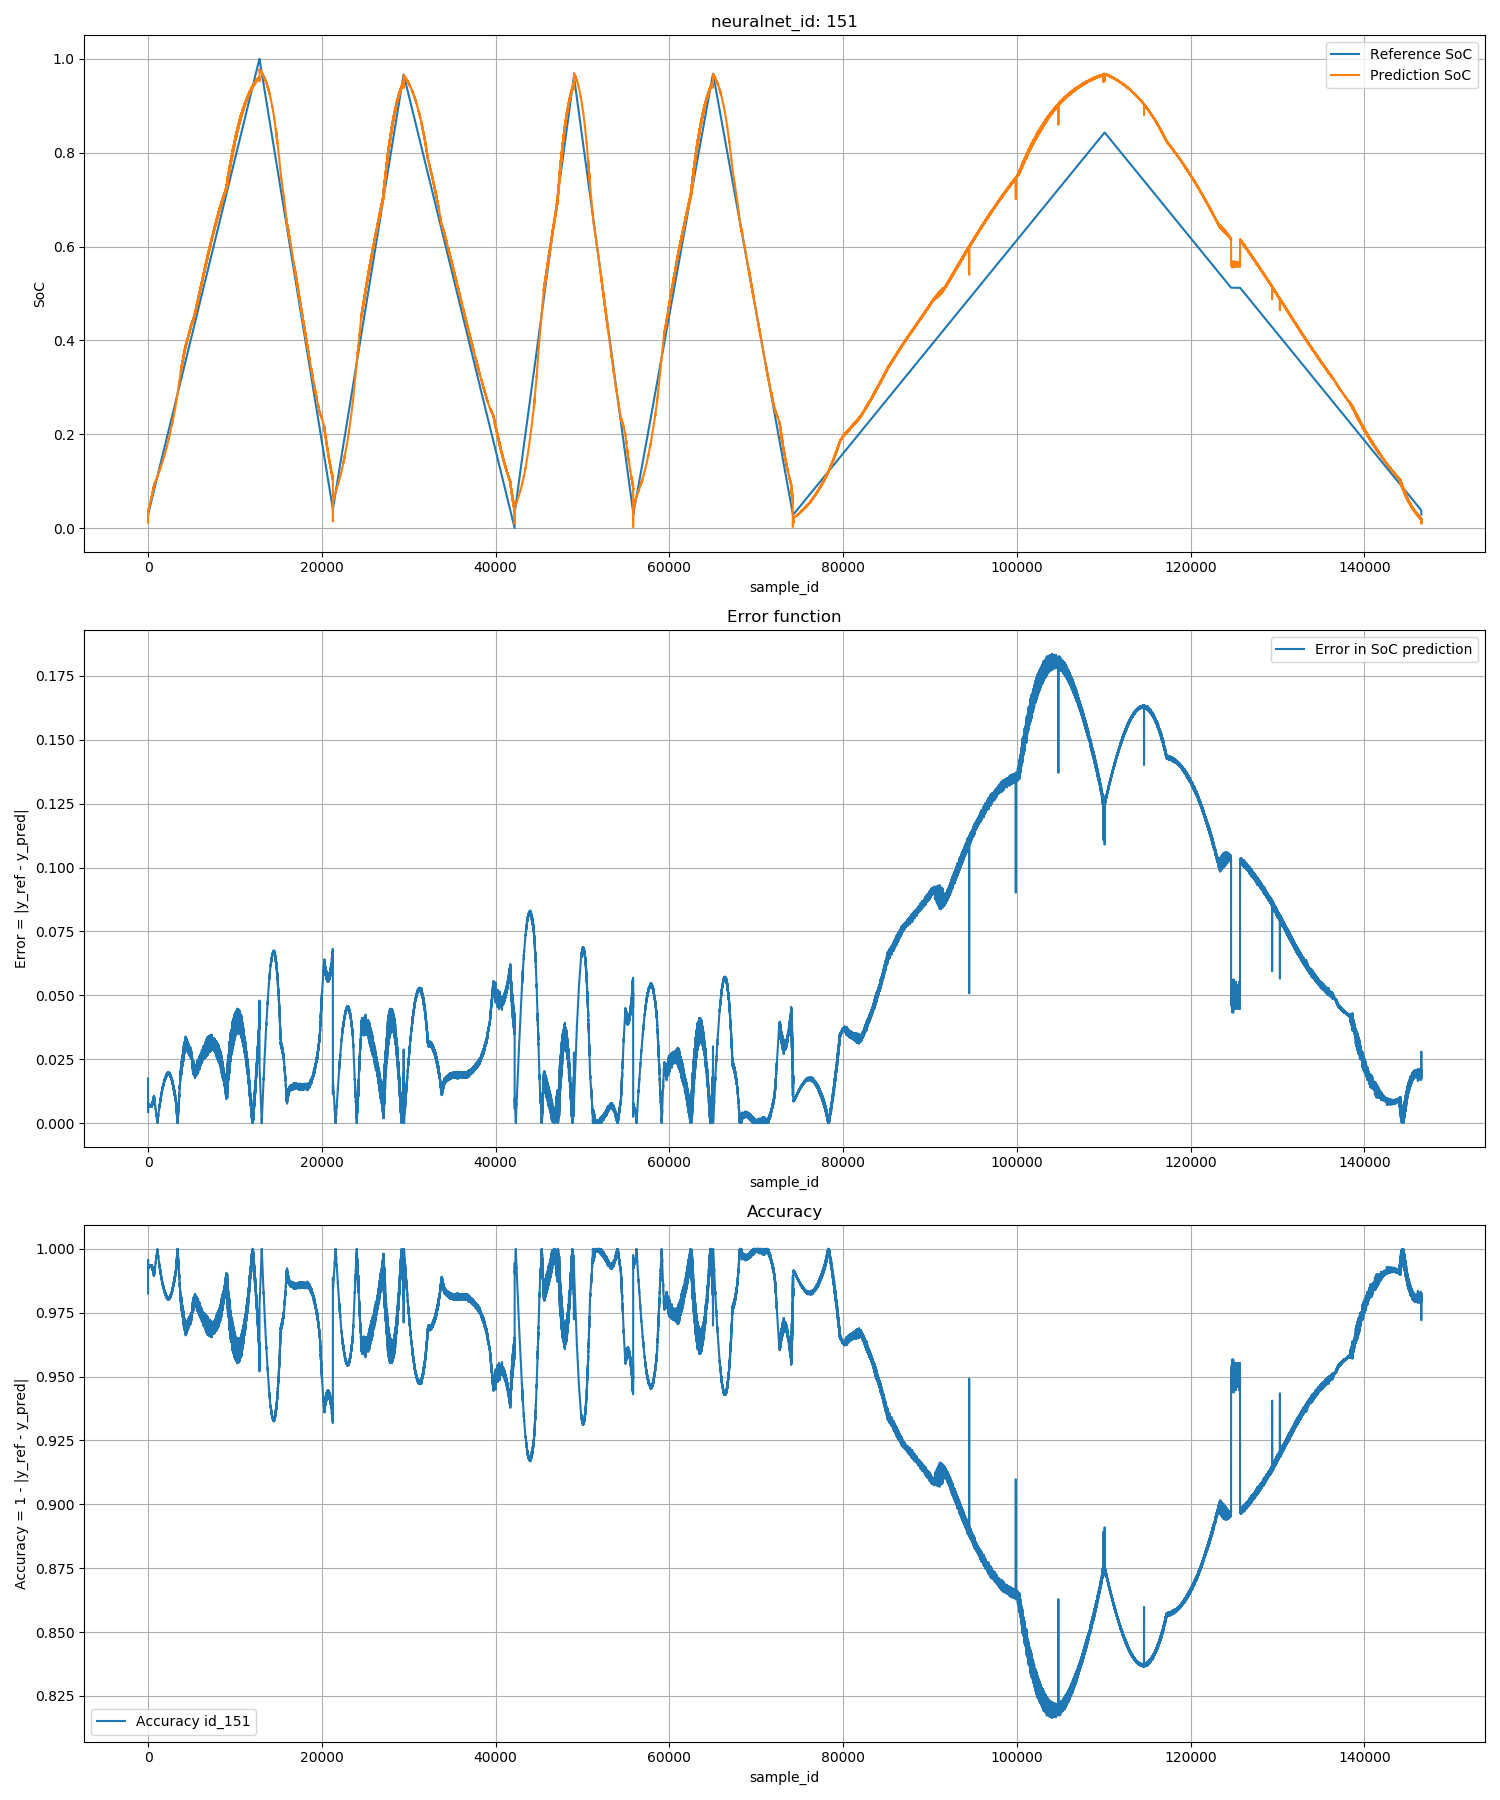 neuralnet_id: 151
Reference SoC
Prediction SoC
1.0
0.8
0.6
0.4
0.2
0.0
SoC
0 20000 40000 60000 80000 100000 120000 140000
sample_id
Error function
Error in SoC prediction
0.175
0.150
0.125
0.100
0.075
0.050
0.025
0.000
Error = |y_ref - y_pred|
0 20000 40000 60000 80000 100000 120000 140000
sample_id
Accuracy
1.000
0.975
0.950
0.925
0.900
0.875
0.850
0.825
Accuracy = 1 - |y_ref - y_pred|
Accuracy id_151
0 20000 40000 60000 80000 100000 120000 140000
sample_id